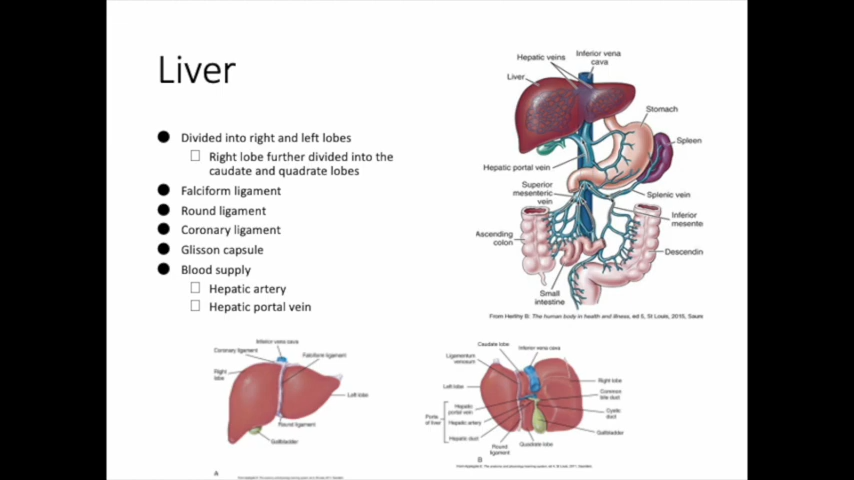 Liver
Divided into right and left lobes
Right lobe further divided into the
caudate and quadrate lobes
Falciform ligament
Round ligament
Coronary ligament
Glisson capsule
Blood supply
Hepatic artery
Hepatic portal vein
Hepatic veins
Inferior vena
cava
Liver
Stomach
Spleen
Hepatic portal vein
Superior
mesenteric
vein
Splenic vein
Inferior
mesente
Ascending
colon
Descendin
Small
intestine
From Herlihy B: The human body in health and illness, ed 5, St Louis, 2015, Saun
Inferior vena cava
Coronary ligament
Falciform ligament
Right
lobe
Left lobe
Round ligament
Gallbladder
A
Caudate lobe
Inferior vena cava
Ligamentum
venosum
Left lobe
Right lobe
Common
bile duct
Porta
of liver
Hepatic
portal vein
Hepatic artery
Hepatic duct
Cystic
duct
Gallbladder
Round
ligament
Quadrate lobe
B